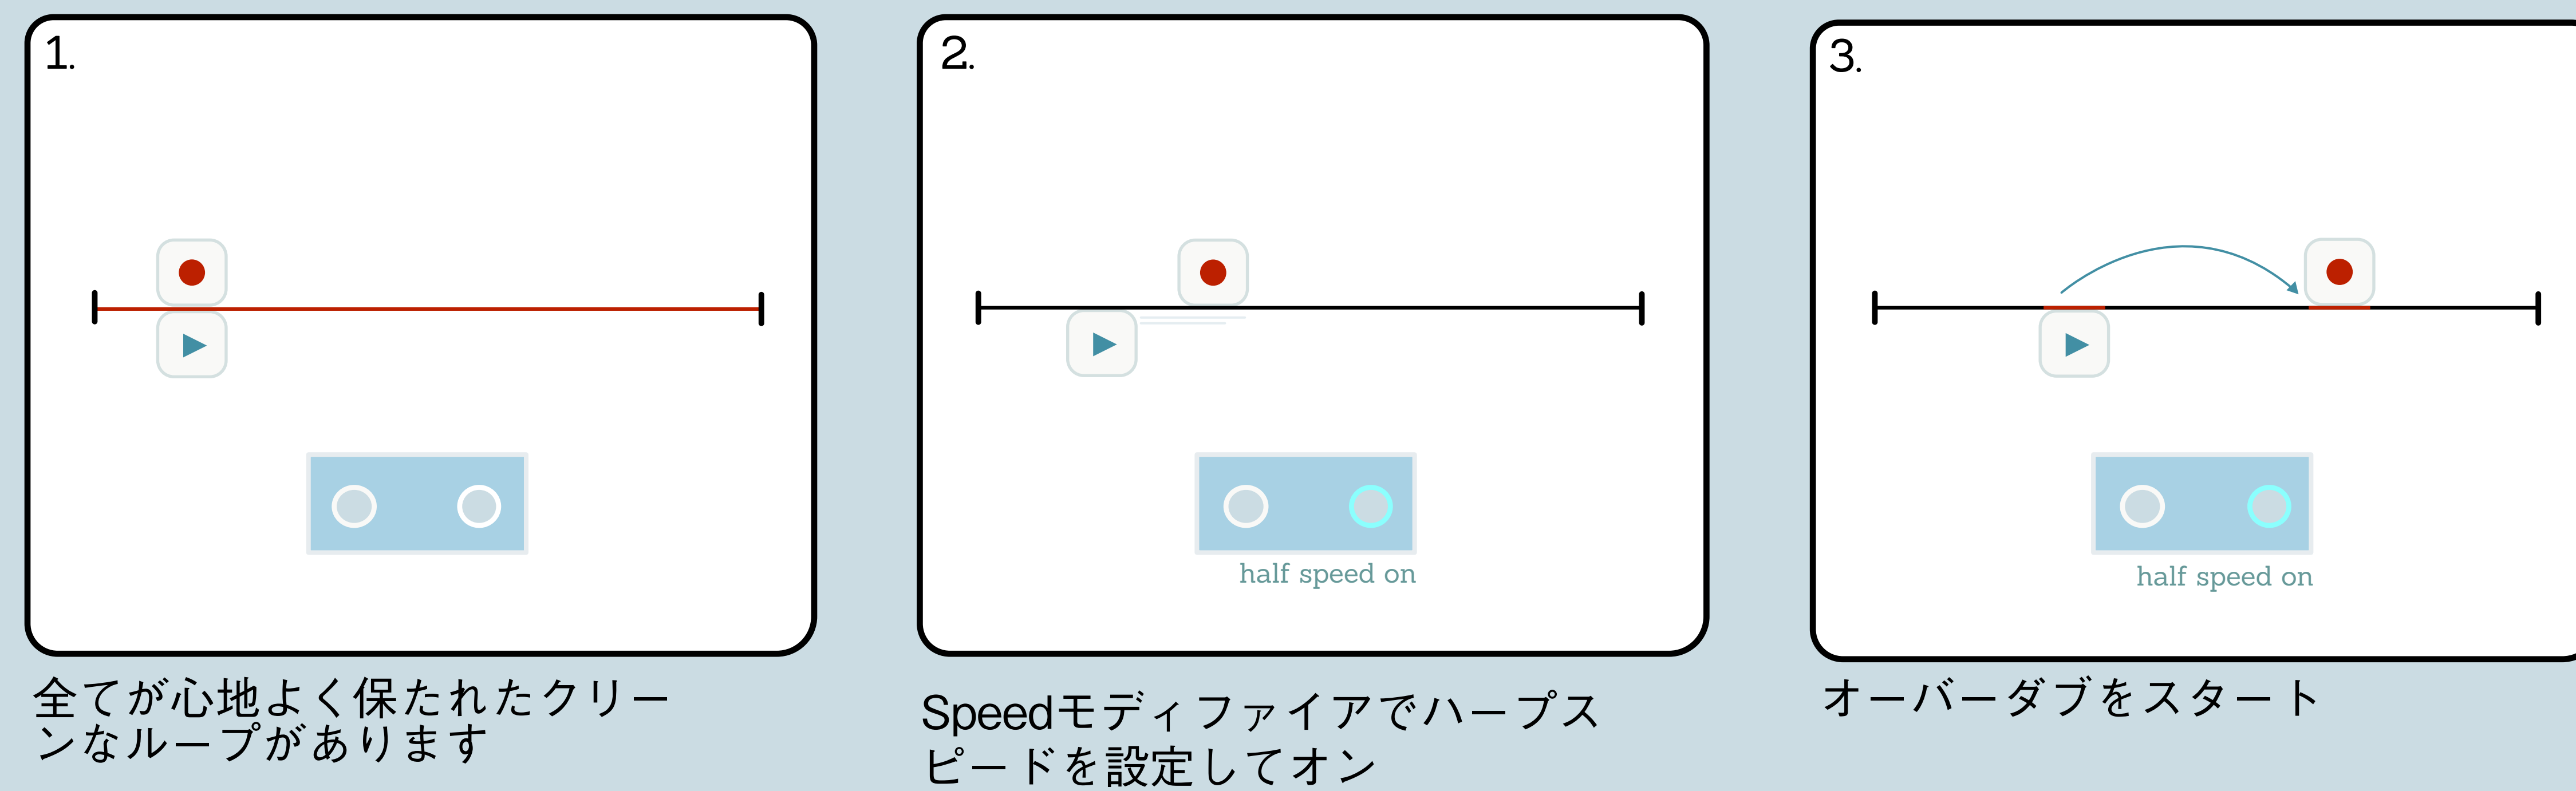 1.
全てが心地よく保たれたクリー
ンなループがあります
2.
half speed on
Speedモディファイアでハープス
ピードを設定してオン
3.
half speed on
オーバーダブをスタート